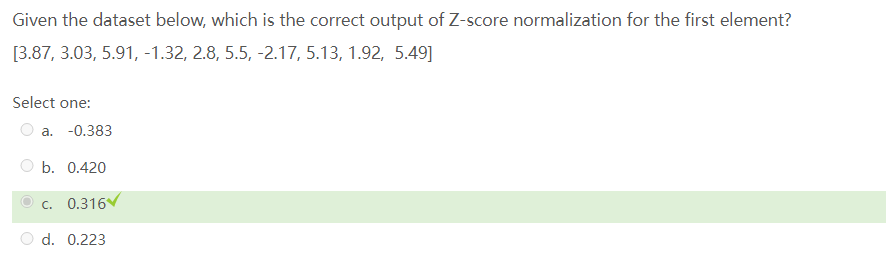 Given the dataset below, which is the correct output of Z-score normalization for the first element?
[3.87, 3.03, 5.91, -1.32, 2.8, 5.5, -2.17, 5.13, 1.92, 5.49]
Select one:
a. -0.383
b. 0.420
c. 0.316
d. 0.223